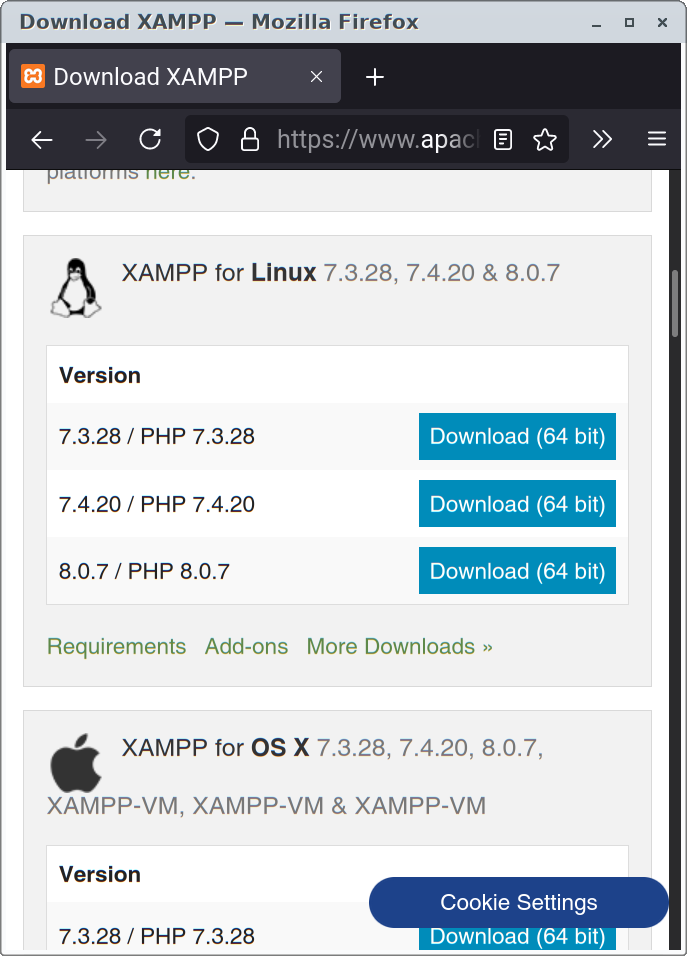 Download XAMPP — Mozilla Firefox
Download XAMPP
https://www.apac
platforms here.
XAMPP for Linux 7.3.28, 7.4.20 & 8.0.7
Version
7.3.28 / PHP 7.3.28 Download (64 bit)
7.4.20 / PHP 7.4.20 Download (64 bit)
8.0.7 / PHP 8.0.7 Download (64 bit)
Requirements Add-ons More Downloads »
XAMPP for OS X 7.3.28, 7.4.20, 8.0.7,
XAMPP-VM, XAMPP-VM & XAMPP-VM
Version
Cookie Settings
7.3.28 / PHP 7.3.28 Download (64 bit)